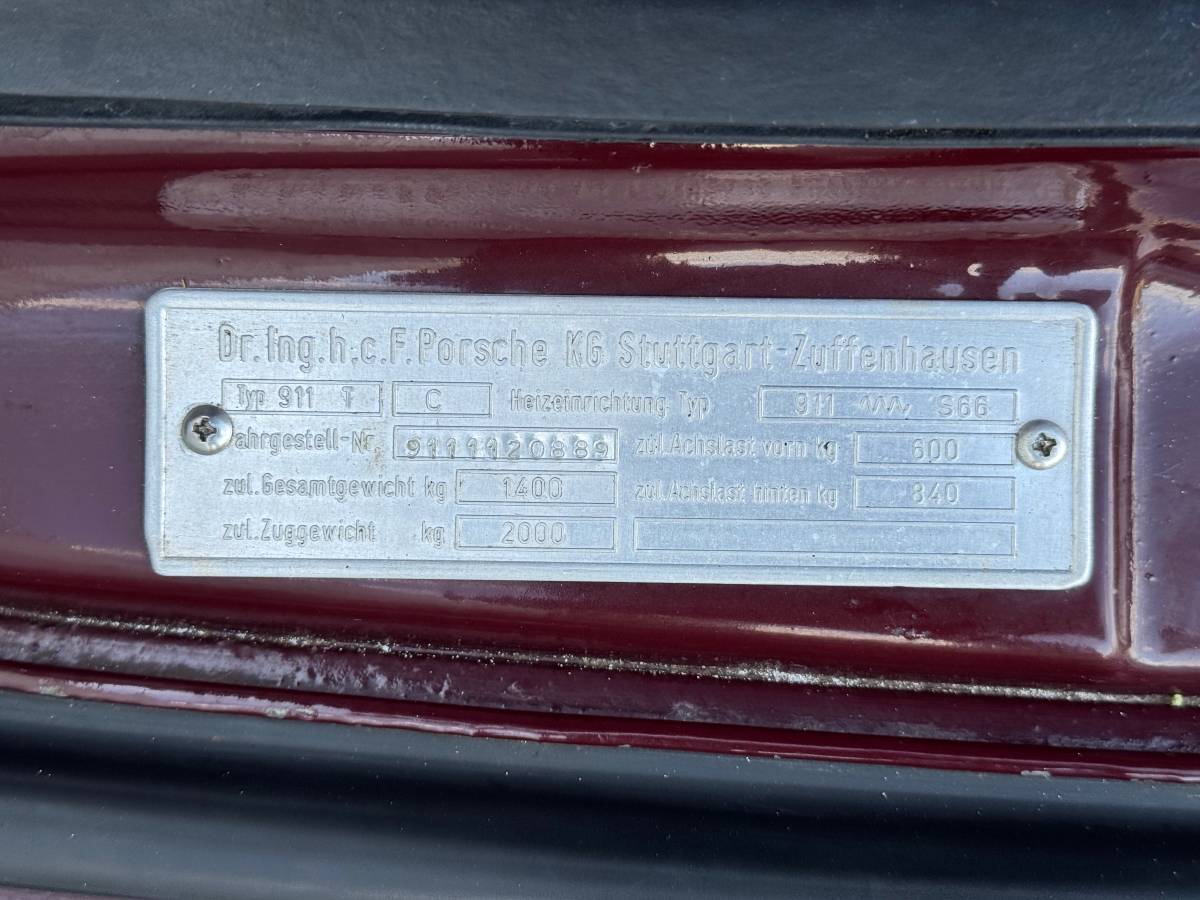 Dr.Ing.h.c.F.Porsche KG Stuttgart-Zuffenhausen
Typ 911 T C Heizeinrichtung Typ 911 S66
ahrgestell-Nr. 9111120889 zul.Achslast vorn kg 600
zul.Gesamtgewicht kg 1400 zul.Achslast hinten kg 840
zul.Zuggewicht kg 2000